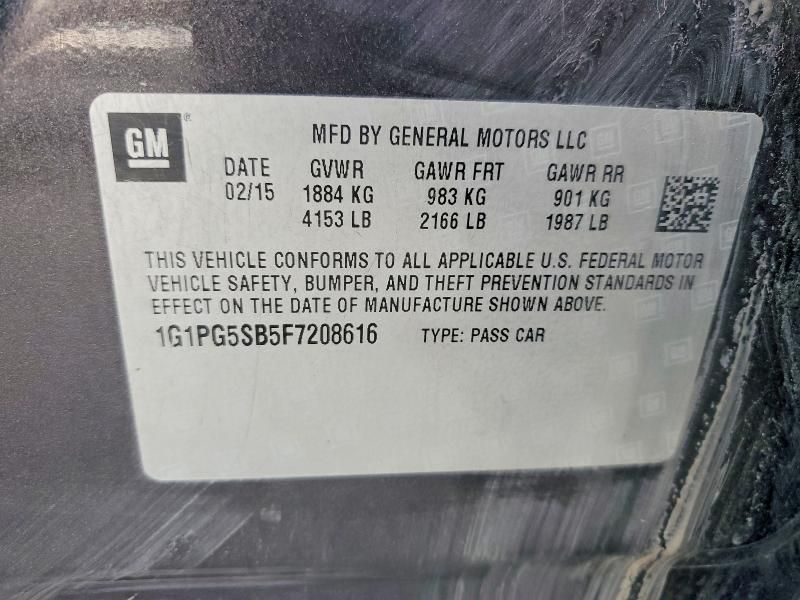 GM®
MFD BY GENERAL MOTORS LLC
DATE GVWR GAWR FRT GAWR RR
02/15 1884 KG 983 KG 901 KG
4153 LB 2166 LB 1987 LB
THIS VEHICLE CONFORMS TO ALL APPLICABLE U.S. FEDERAL MOTOR
VEHICLE SAFETY, BUMPER, AND THEFT PREVENTION STANDARDS IN
EFFECT ON THE DATE OF MANUFACTURE SHOWN ABOVE.
1G1PG5SB5F7208616 TYPE: PASS CAR